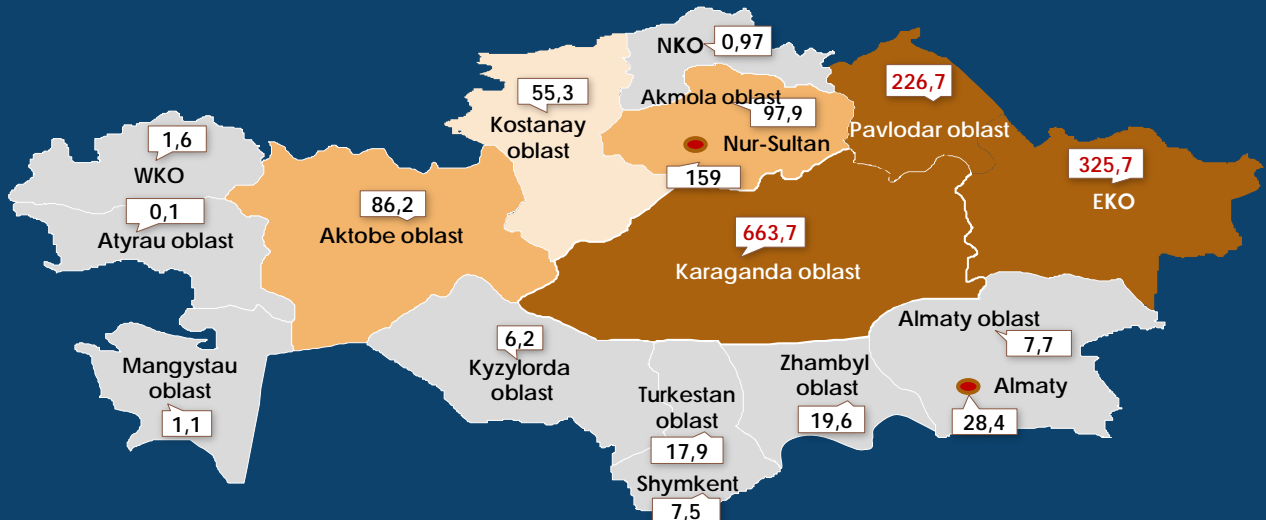 NKO
0,97
55,3
Kostanay
oblast
Akmola oblast
97,9
226,7
Pavlodar oblast
Nur-Sultan
159
1,6
WKO
325,7
EKO
0,1
Atyrau oblast
86,2
Aktobe oblast
663,7
Karaganda oblast
Almaty oblast
7,7
6,2
Kyzylorda
oblast
Mangystau
oblast
1,1
Zhambyl
oblast
19,6
Almaty
28,4
Turkestan
oblast
17,9
Shymkent
7,5